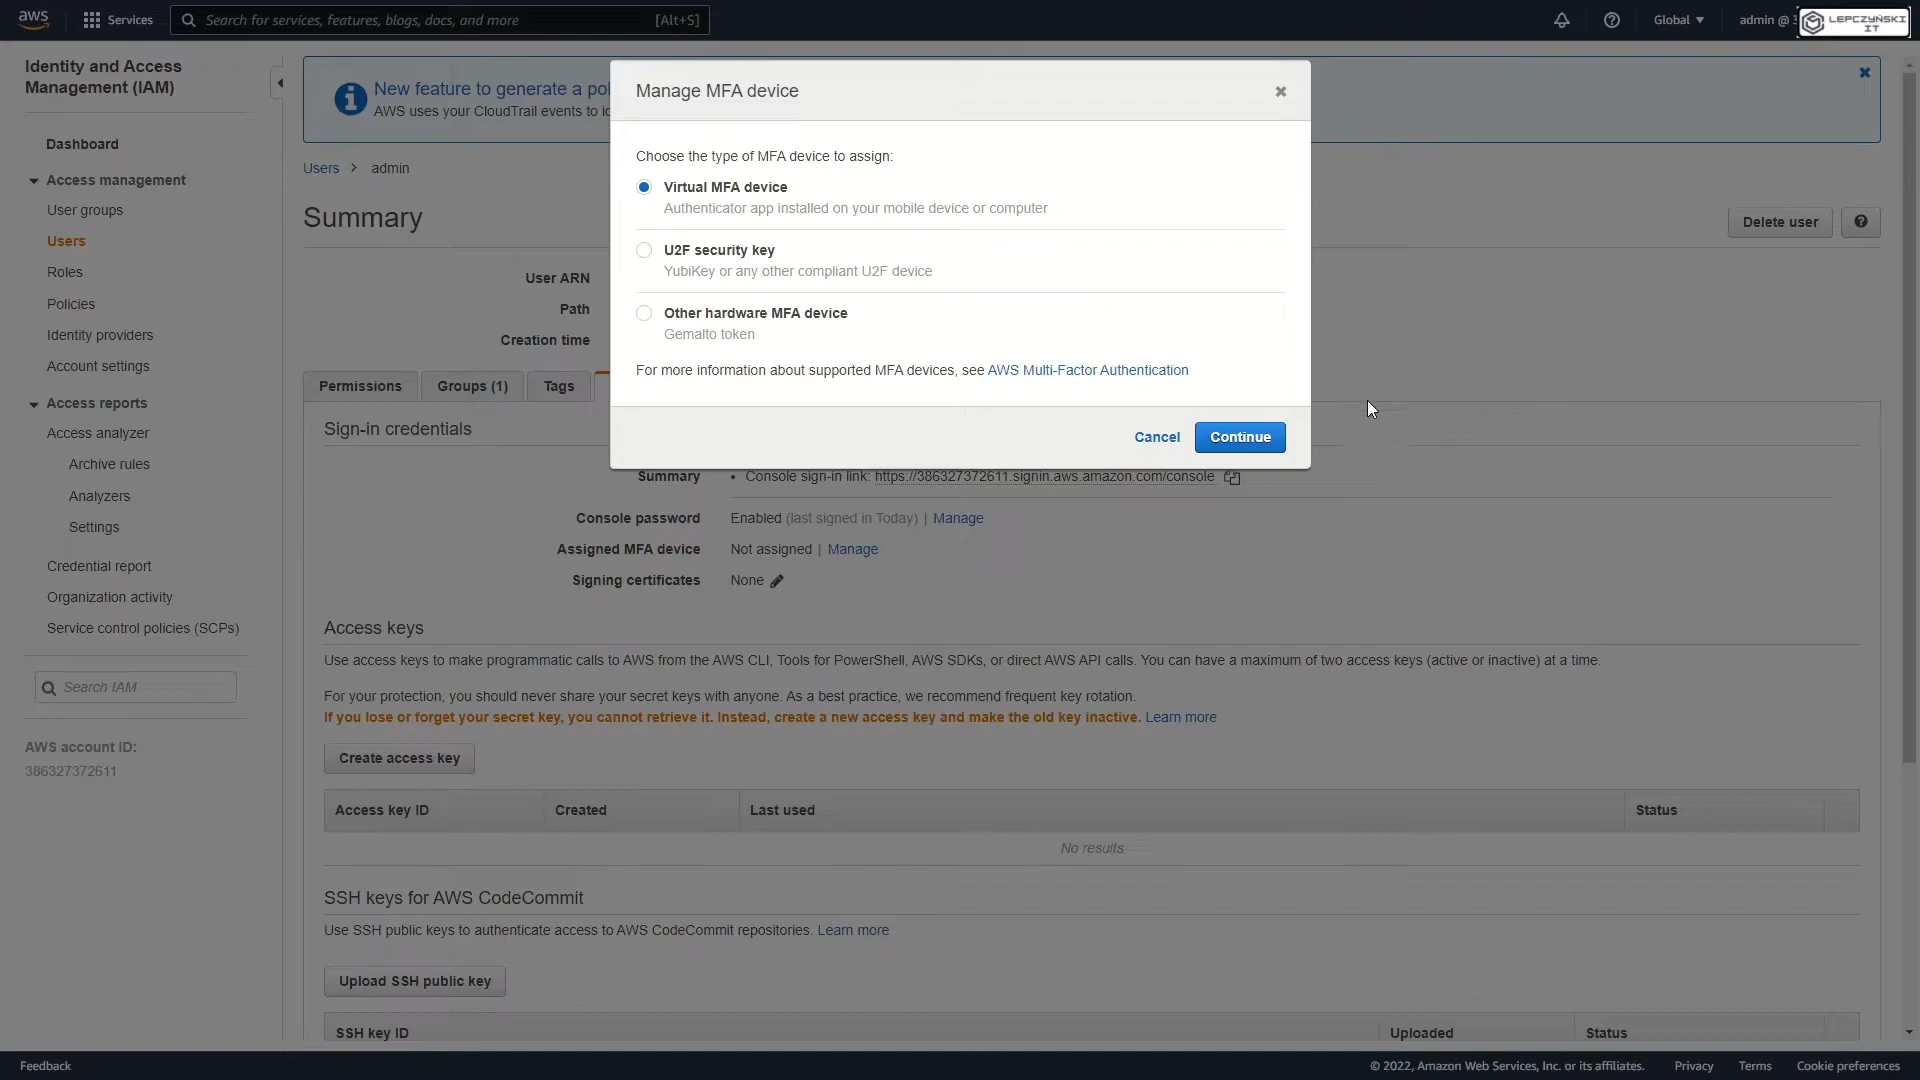 aws
Services
Search for services, features, blogs, docs, and more
[Alt+S]
Global
admin @
LEPCZYŃSKI
IT
Identity and Access
Management (IAM)
Dashboard
Access management
User groups
Users
Roles
Policies
Identity providers
Account settings
Access reports
Access analyzer
Archive rules
Analyzers
Settings
Credential report
Organization activity
Service control policies (SCPs)
Search IAM
AWS account ID:
386327372611
New feature to generate a pol
AWS uses your CloudTrail events to
Users > admin
Summary
Delete user
User ARN
Path
Creation time
Permissions
Groups (1)
Tags
Manage MFA device
Choose the type of MFA device to assign:
Virtual MFA device
Authenticator app installed on your mobile device or computer
U2F security key
YubiKey or any other compliant U2F device
Other hardware MFA device
Gemalto token
For more information about supported MFA devices, see AWS Multi-Factor Authentication
Cancel
Continue
Sign-in credentials
Summary
• Console sign-in link: https://386327372611.signin.aws.amazon.com/console
Console password
Enabled (last signed in Today) | Manage
Assigned MFA device
Not assigned | Manage
Signing certificates
None
Access keys
Use access keys to make programmatic calls to AWS from the AWS CLI, Tools for PowerShell, AWS SDKs, or direct AWS API calls. You can have a maximum of two access keys (active or inactive) at a time.
For your protection, you should never share your secret keys with anyone. As a best practice, we recommend frequent key rotation.
If you lose or forget your secret key, you cannot retrieve it. Instead, create a new access key and make the old key inactive. Learn more
Create access key
Access key ID
Created
Last used
Status
No results
SSH keys for AWS CodeCommit
Use SSH public keys to authenticate access to AWS CodeCommit repositories. Learn more
Upload SSH public key
SSH key ID
Uploaded
Status
Feedback
© 2022, Amazon Web Services, Inc. or its affiliates.
Privacy
Terms
Cookie preferences